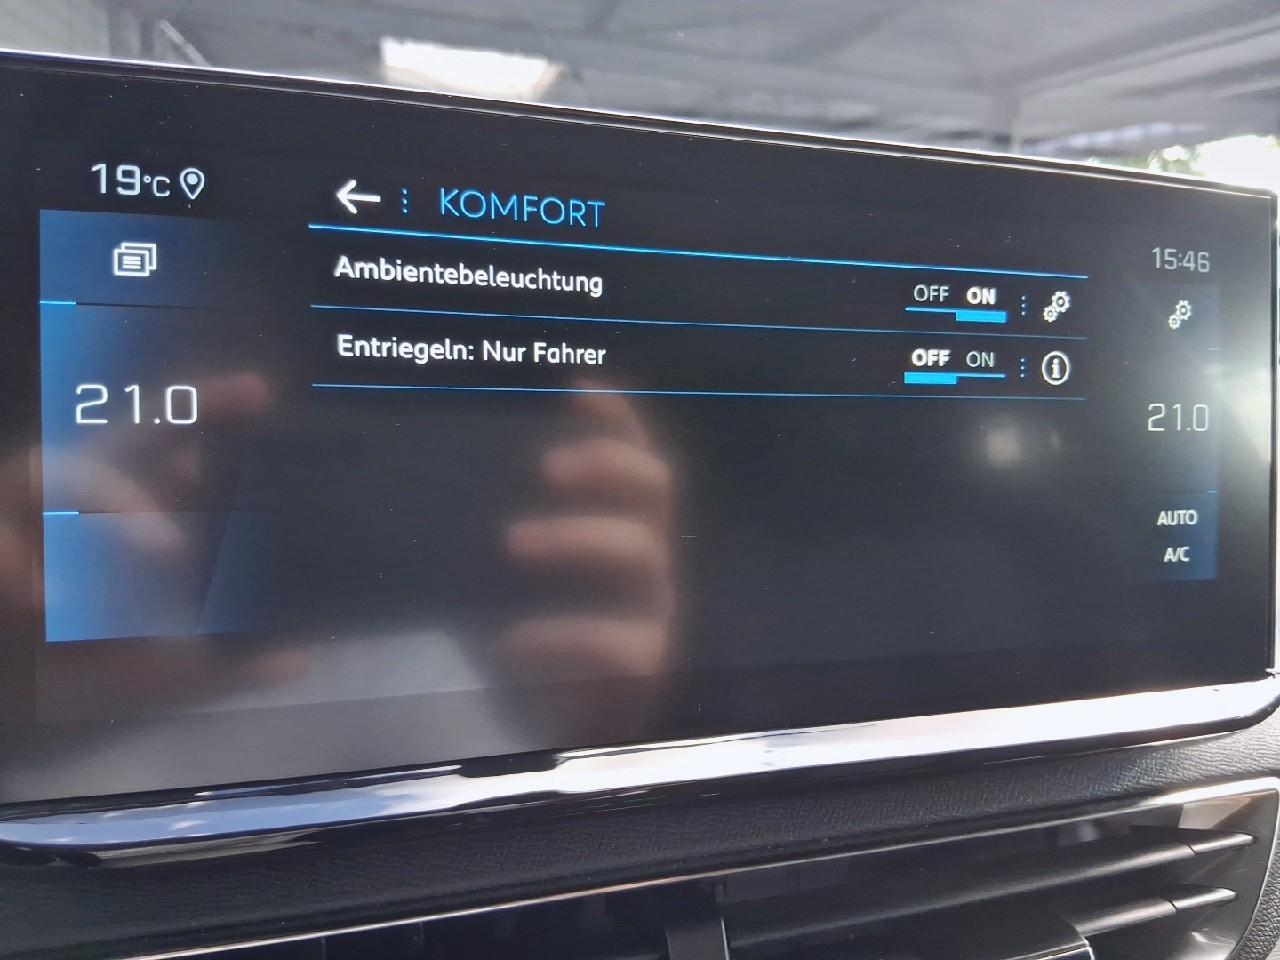 19°C
KOMFORT
15:46
Ambientebeleuchtung OFF ON
Entriegeln: Nur Fahrer OFF ON
21.0
21.0
AUTO
A/C